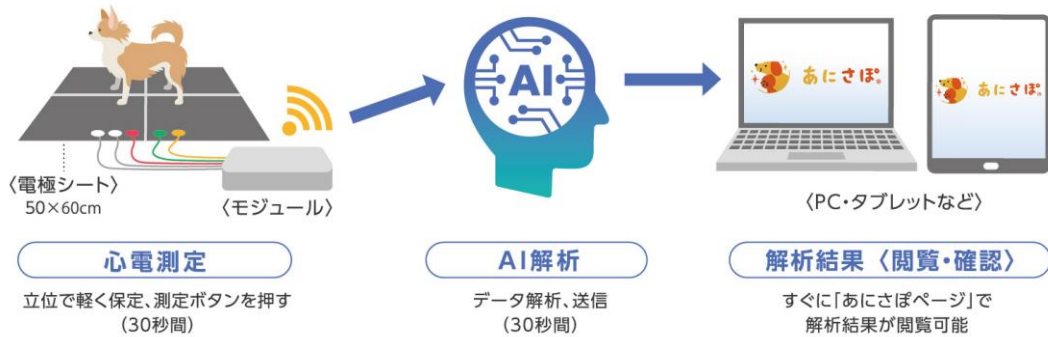 AI
あにさぽ®
あにさぽ®
〈電極シート〉
50×60cm
〈モジュール〉
〈PC・タブレットなど〉
心電測定
AI解析
解析結果〈閲覧・確認〉
立位で軽く保定、測定ボタンを押す
(30秒間)
データ解析、送信
(30秒間)
すぐに「あにさぽページ」で
解析結果が閲覧可能